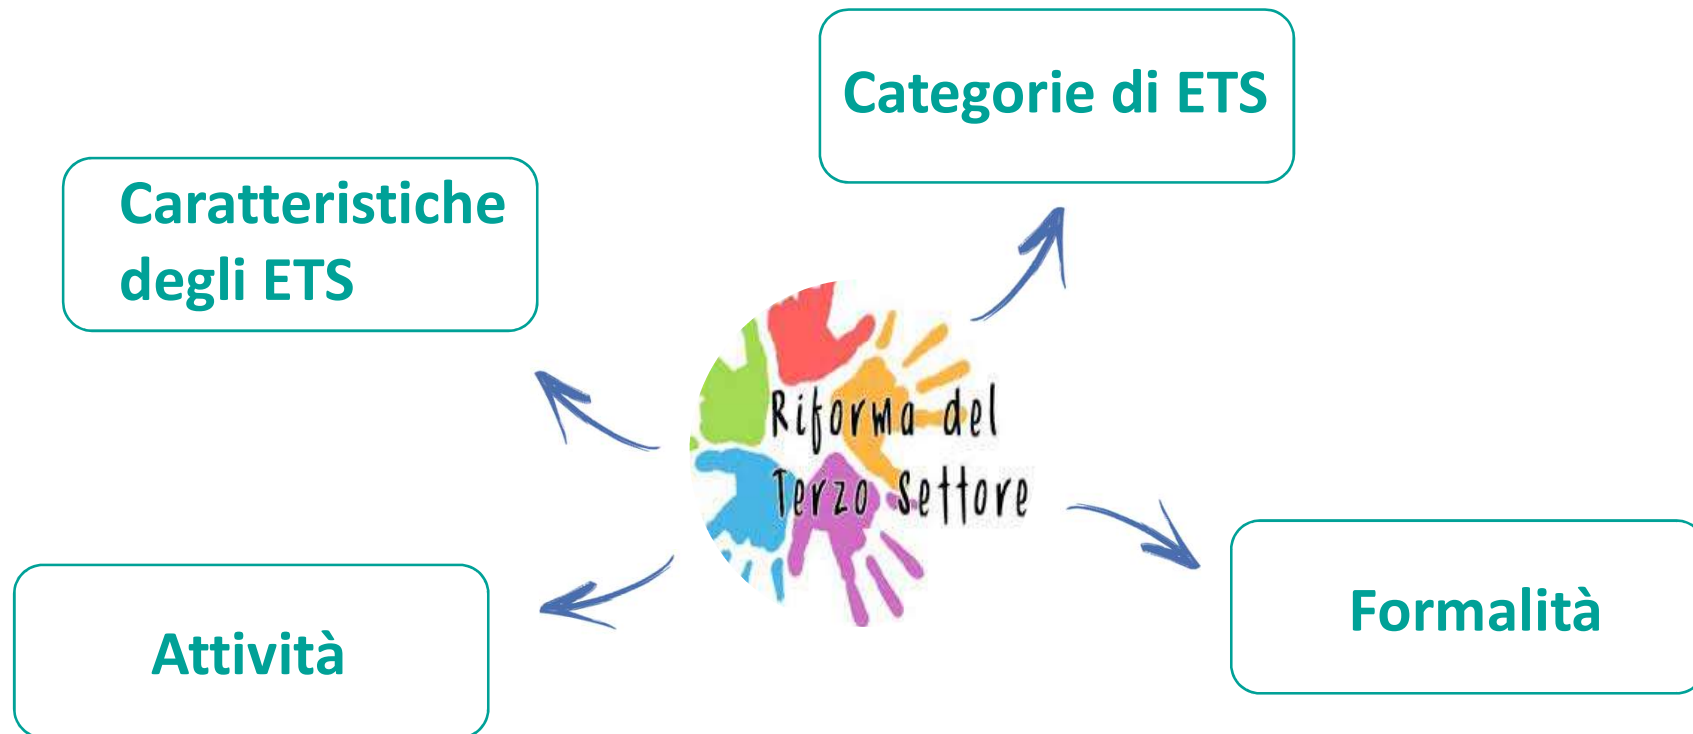 Categorie di ETS
Caratteristiche
degli ETS
Riforma del
Terzo Settore
Formalità
Attività